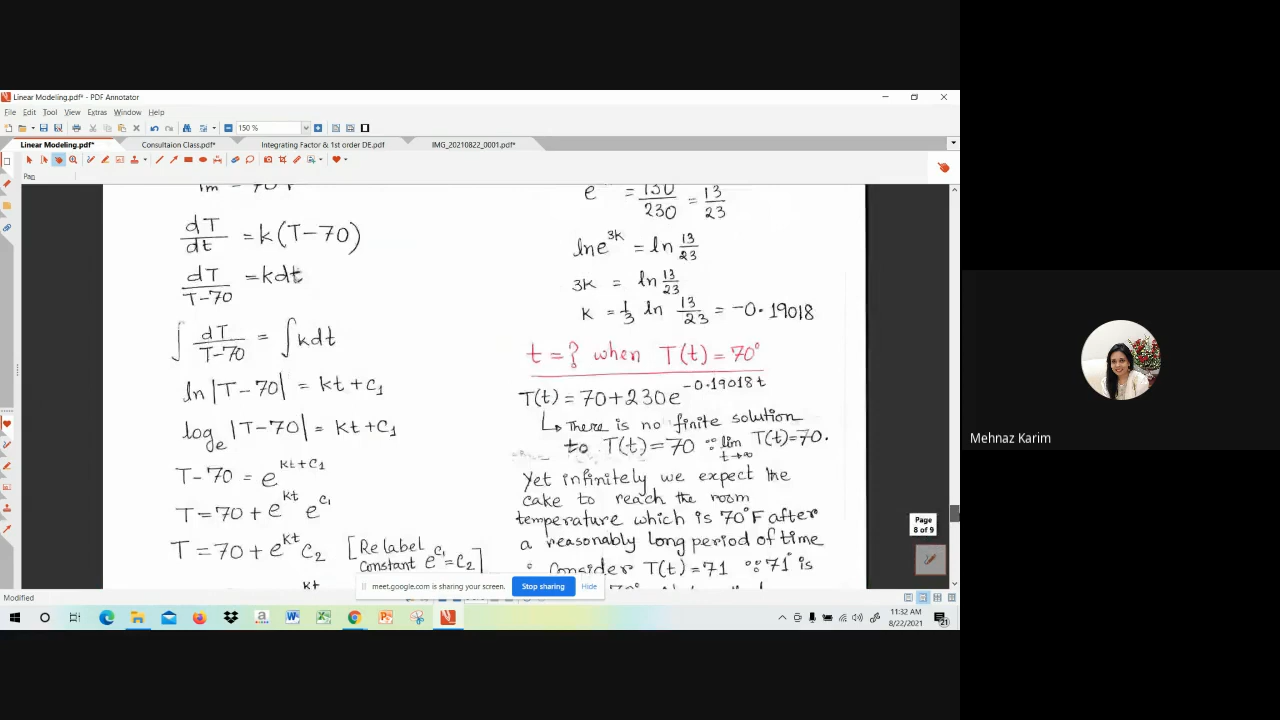 Linear Modeling.pdf* - PDF Annotator
File Edit Tool View Extras Window Help
150 %
Linear Modeling.pdf* Consultaion Class.pdf* Integrating Factor & 1st order DE.pdf IMG_20210822_0001.pdf*
Pan
dT/dt = k(T-70)
dT/T-70 = kdt
∫ dT/T-70 = ∫kdt
ln|T-70| = kt+C₁
logₑ|T-70| = kt+C₁
T-70 = e^(kt+C₁)
T=70+e^(kt) e^(C₁)
T=70+e^(kt)C₂ [Relabel
Constant e^(C₁)=C₂]
kt
e = 130/230 = 13/23
lne^(3K) = ln 13/23
3K = ln 13/23
K = 1/3 ln 13/23 = -0.19018
t=? when T(t)=70°
T(t)=70+230e^(-0.19018t)
↳ There is no finite solution
to T(t)=70 ∵ lim t→∞ T(t)=70.
Yet infinitely we expect the
cake to reach the room
temperature which is 70°F after
a reasonably long period of time
Consider T(t)=71 ∵ 71° is
Page
8 of 9
meet.google.com is sharing your screen. Stop sharing Hide
Modified
11:32 AM
8/22/2021
21
Mehnaz Karim